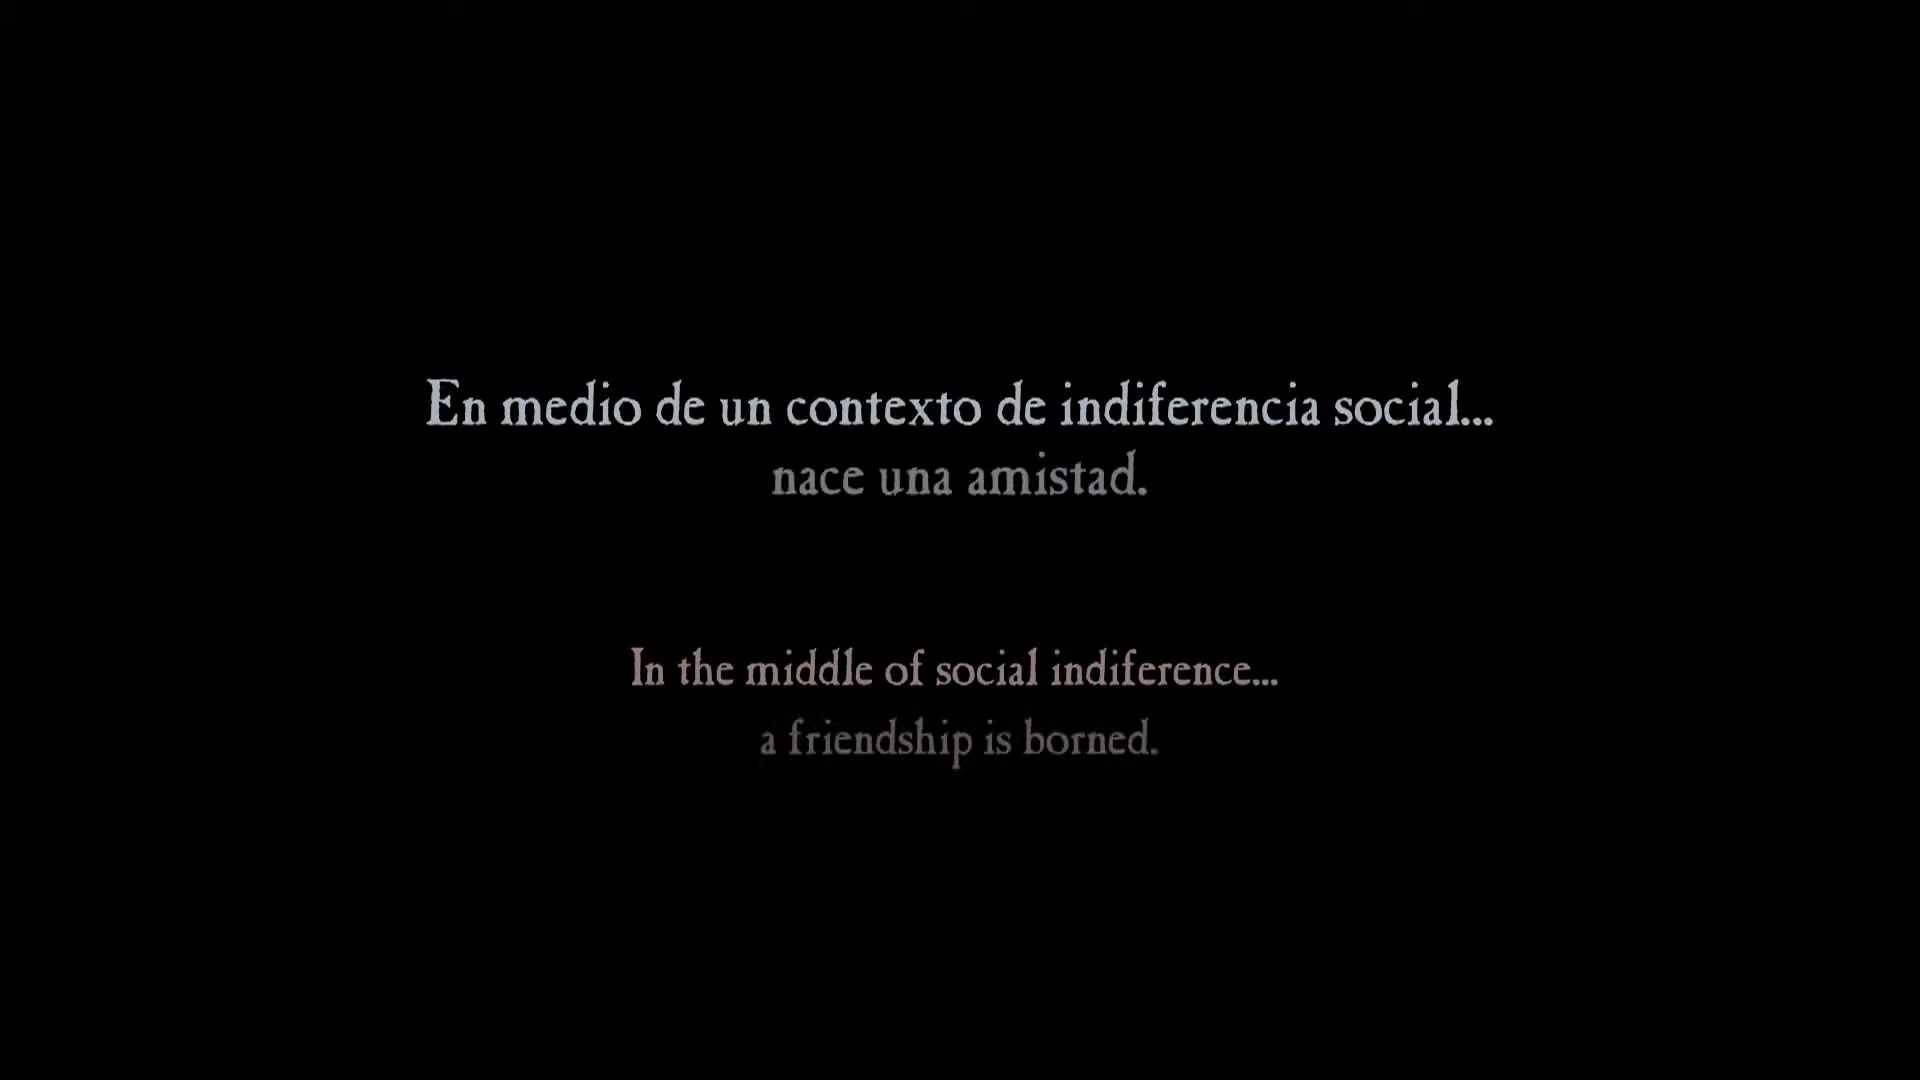 En medio de un contexto de indiferencia social...
nace una amistad.
In the middle of social indiference...
a friendship is borned.